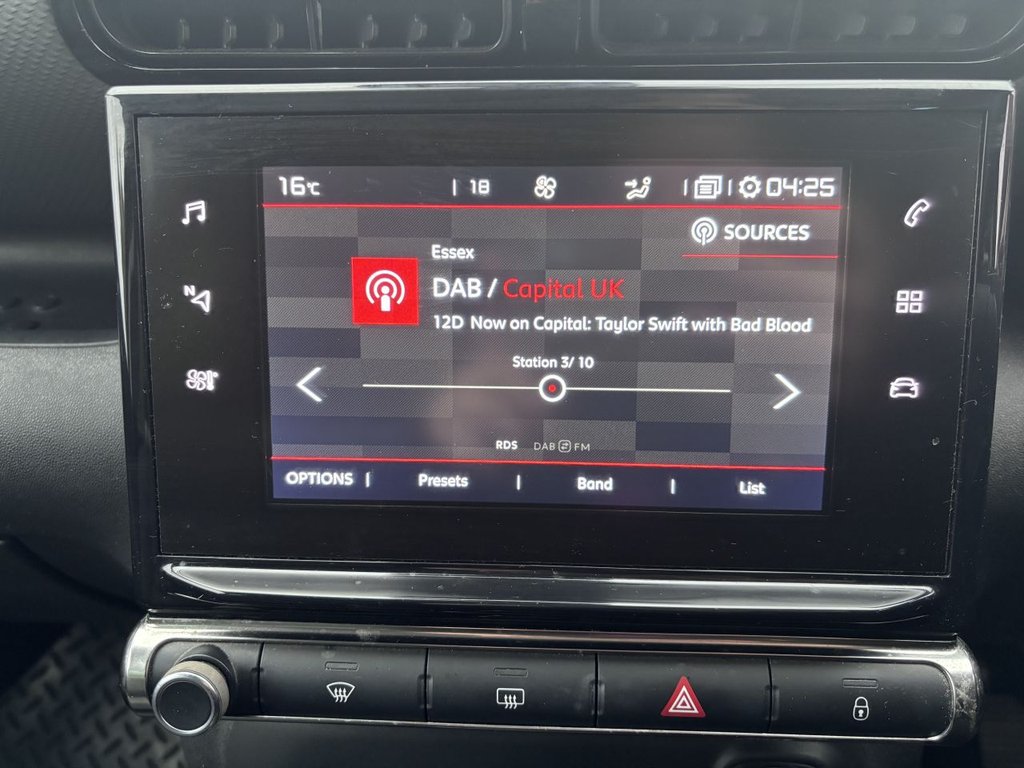 16°C | 18 | 04:25
SOURCES
Essex
DAB / Capital UK
12D Now on Capital: Taylor Swift with Bad Blood
Station 3/ 10
N
RDS DAB FM
OPTIONS | Presets | Band | List